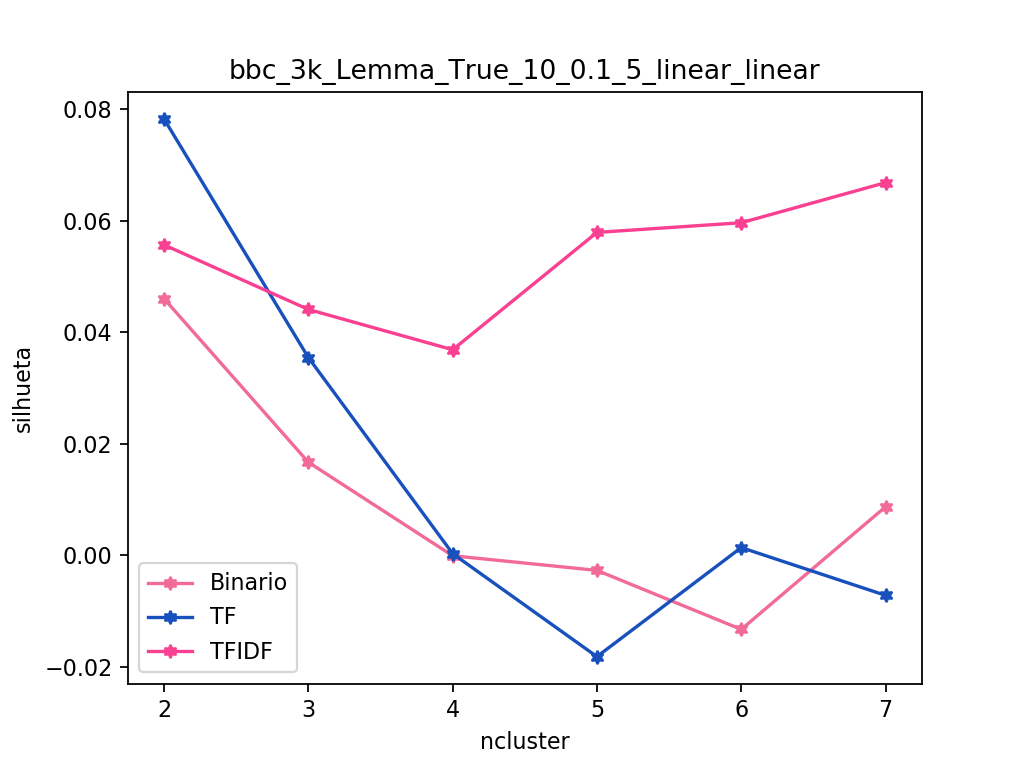 bbc_3k_Lemma_True_10_0.1_5_linear_linear
silhueta
0.08
0.06
0.04
0.02
0.00
−0.02
Binario
TF
TFIDF
2 3 4 5 6 7
ncluster